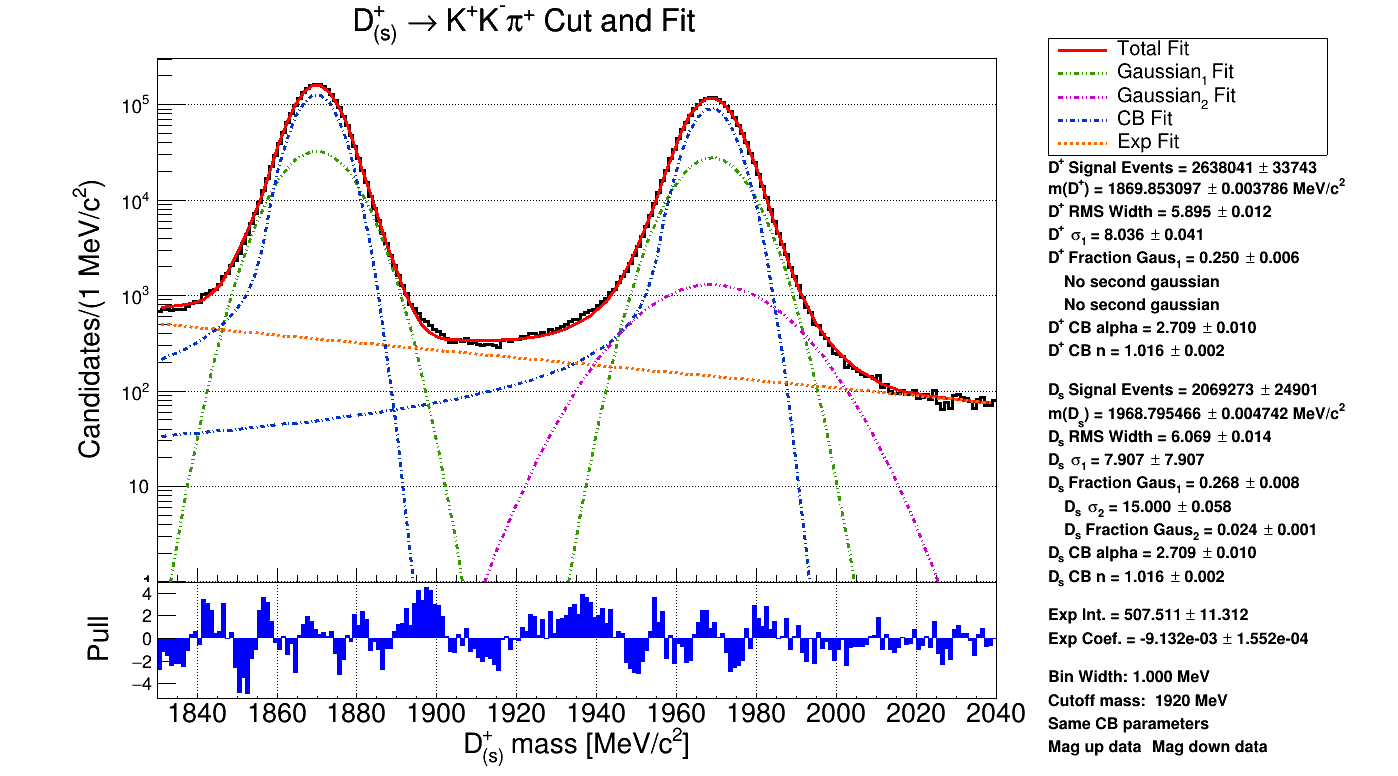 D⁺₍ₛ₎ → K⁺K⁻π⁺ Cut and Fit
Candidates/(1 MeV/c²)
10⁵
10⁴
10³
10²
10
1
Pull
4
2
0
−2
−4
1840 1860 1880 1900 1920 1940 1960 1980 2000 2020 2040
D⁺₍ₛ₎ mass [MeV/c²]
Total Fit
Gaussian₁ Fit
Gaussian₂ Fit
CB Fit
Exp Fit
D⁺ Signal Events = 2638041 ± 33743
m(D⁺) = 1869.853097 ± 0.003786 MeV/c²
D⁺ RMS Width = 5.895 ± 0.012
D⁺ σ₁ = 8.036 ± 0.041
D⁺ Fraction Gaus₁ = 0.250 ± 0.006
No second gaussian
No second gaussian
D⁺ CB alpha = 2.709 ± 0.010
D⁺ CB n = 1.016 ± 0.002
Dₛ Signal Events = 2069273 ± 24901
m(Dₛ) = 1968.795466 ± 0.004742 MeV/c²
Dₛ RMS Width = 6.069 ± 0.014
Dₛ σ₁ = 7.907 ± 7.907
Dₛ Fraction Gaus₁ = 0.268 ± 0.008
Dₛ σ₂ = 15.000 ± 0.058
Dₛ Fraction Gaus₂ = 0.024 ± 0.001
Dₛ CB alpha = 2.709 ± 0.010
Dₛ CB n = 1.016 ± 0.002
Exp Int. = 507.511 ± 11.312
Exp Coef. = -9.132e-03 ± 1.552e-04
Bin Width: 1.000 MeV
Cutoff mass: 1920 MeV
Same CB parameters
Mag up data Mag down data